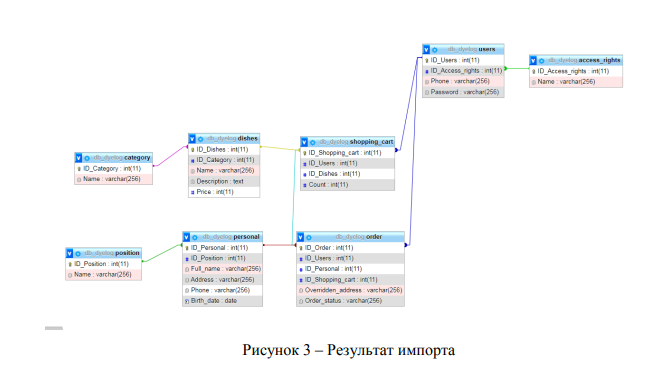 users
ID_Users : int(11)
ID_Access_rights : int(11)
Phone : varchar(256)
Password : varchar(256)
access_rights
ID_Access_rights : int(11)
Name : varchar(256)
dishes
ID_Dishes : int(11)
ID_Category : int(11)
Name : varchar(256)
Description : text
Price : int(11)
shopping_cart
ID_Shopping_cart : int(11)
ID_Users : int(11)
ID_Dishes : int(11)
Count : int(11)
category
ID_Category : int(11)
Name : varchar(256)
personal
ID_Personal : int(11)
ID_Position : int(11)
Full_name : varchar(256)
Address : varchar(256)
Phone : varchar(256)
Birth_date : date
order
ID_Order : int(11)
ID_Users : int(11)
ID_Personal : int(11)
ID_Shopping_cart : int(11)
Overridden_address : varchar(256)
Order_status : varchar(256)
position
ID_Position : int(11)
Name : varchar(256)
Рисунок 3 – Результат импорта